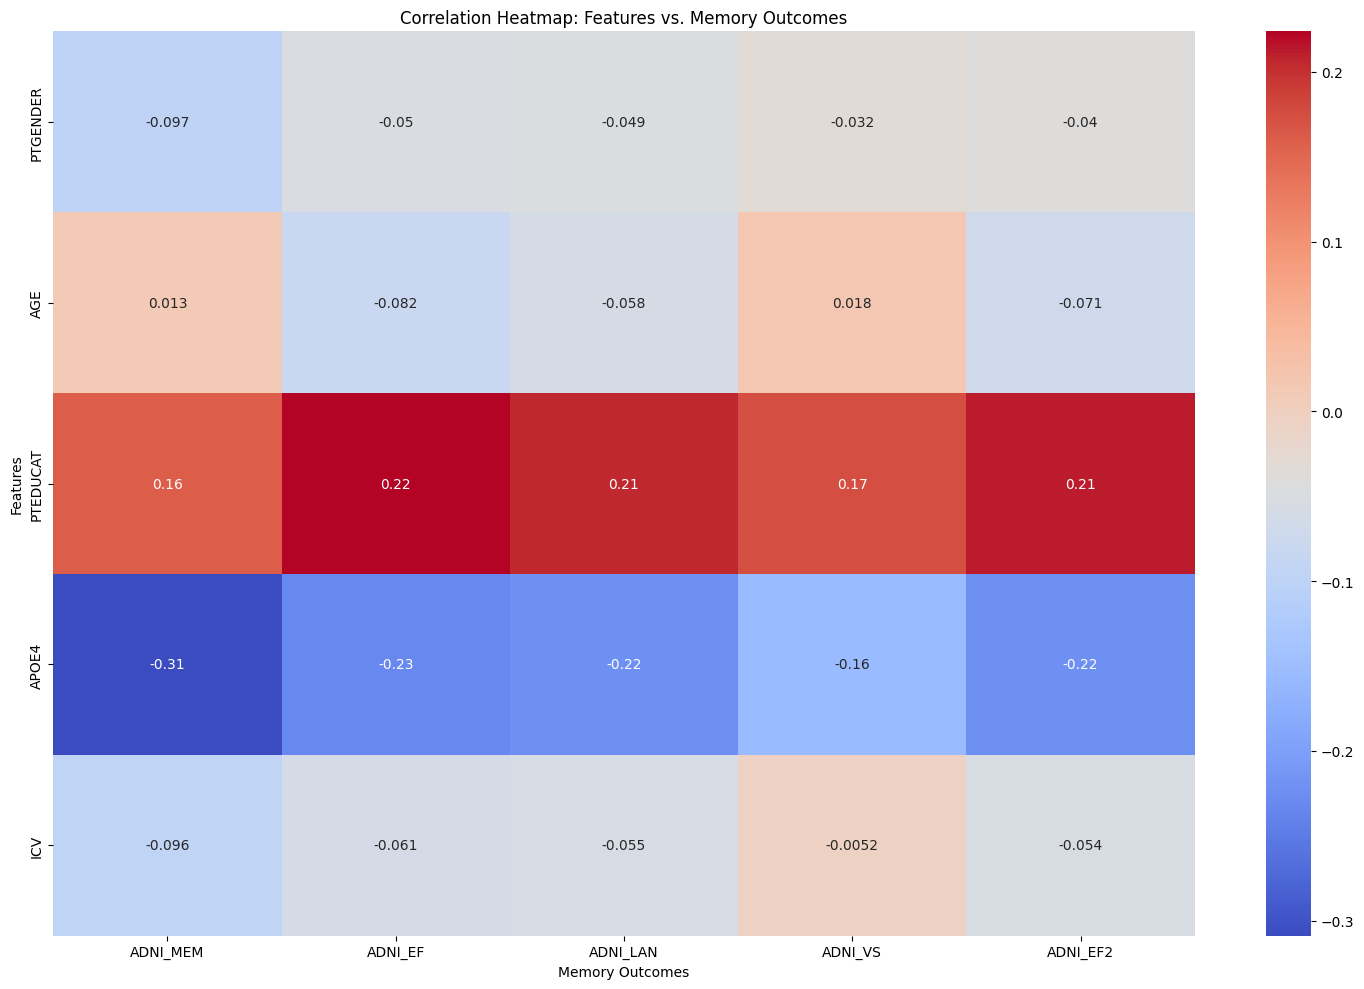 Correlation Heatmap: Features vs. Memory Outcomes
Features
PTGENDER
-0.097 -0.05 -0.049 -0.032 -0.04
AGE
0.013 -0.082 -0.058 0.018 -0.071
PTEDUCAT
0.16 0.22 0.21 0.17 0.21
APOE4
-0.31 -0.23 -0.22 -0.16 -0.22
ICV
-0.096 -0.061 -0.055 -0.0052 -0.054
ADNI_MEM ADNI_EF ADNI_LAN ADNI_VS ADNI_EF2
Memory Outcomes
0.2
0.1
0.0
−0.1
−0.2
−0.3